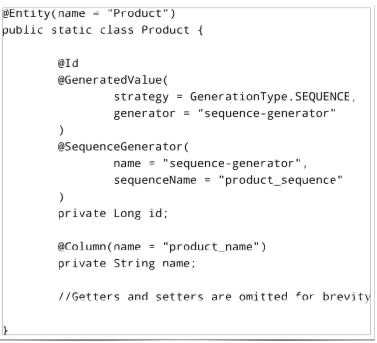 @Entity(name = "Product")
public static class Product {
@Id
@GeneratedValue(
strategy = GenerationType.SEQUENCE,
generator = "sequence-generator"
)
@SequenceGenerator(
name = "sequence-generator",
sequenceName = "product_sequence"
)
private Long id;
@Column(name = "product_name")
private String name;
//Getters and setters are omitted for brevity
}